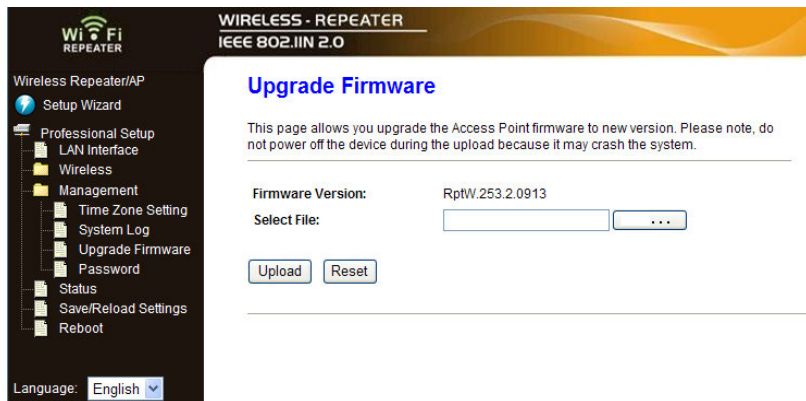 Wi Fi
REPEATER
WIRELESS - REPEATER
IEEE 802.IIN 2.0
Wireless Repeater/AP
Setup Wizard
Professional Setup
LAN Interface
Wireless
Management
Time Zone Setting
System Log
Upgrade Firmware
Password
Status
Save/Reload Settings
Reboot
Language: English
Upgrade Firmware
This page allows you upgrade the Access Point firmware to new version. Please note, do
not power off the device during the upload because it may crash the system.
Firmware Version: RptW.253.2.0913
Select File: ...
Upload Reset